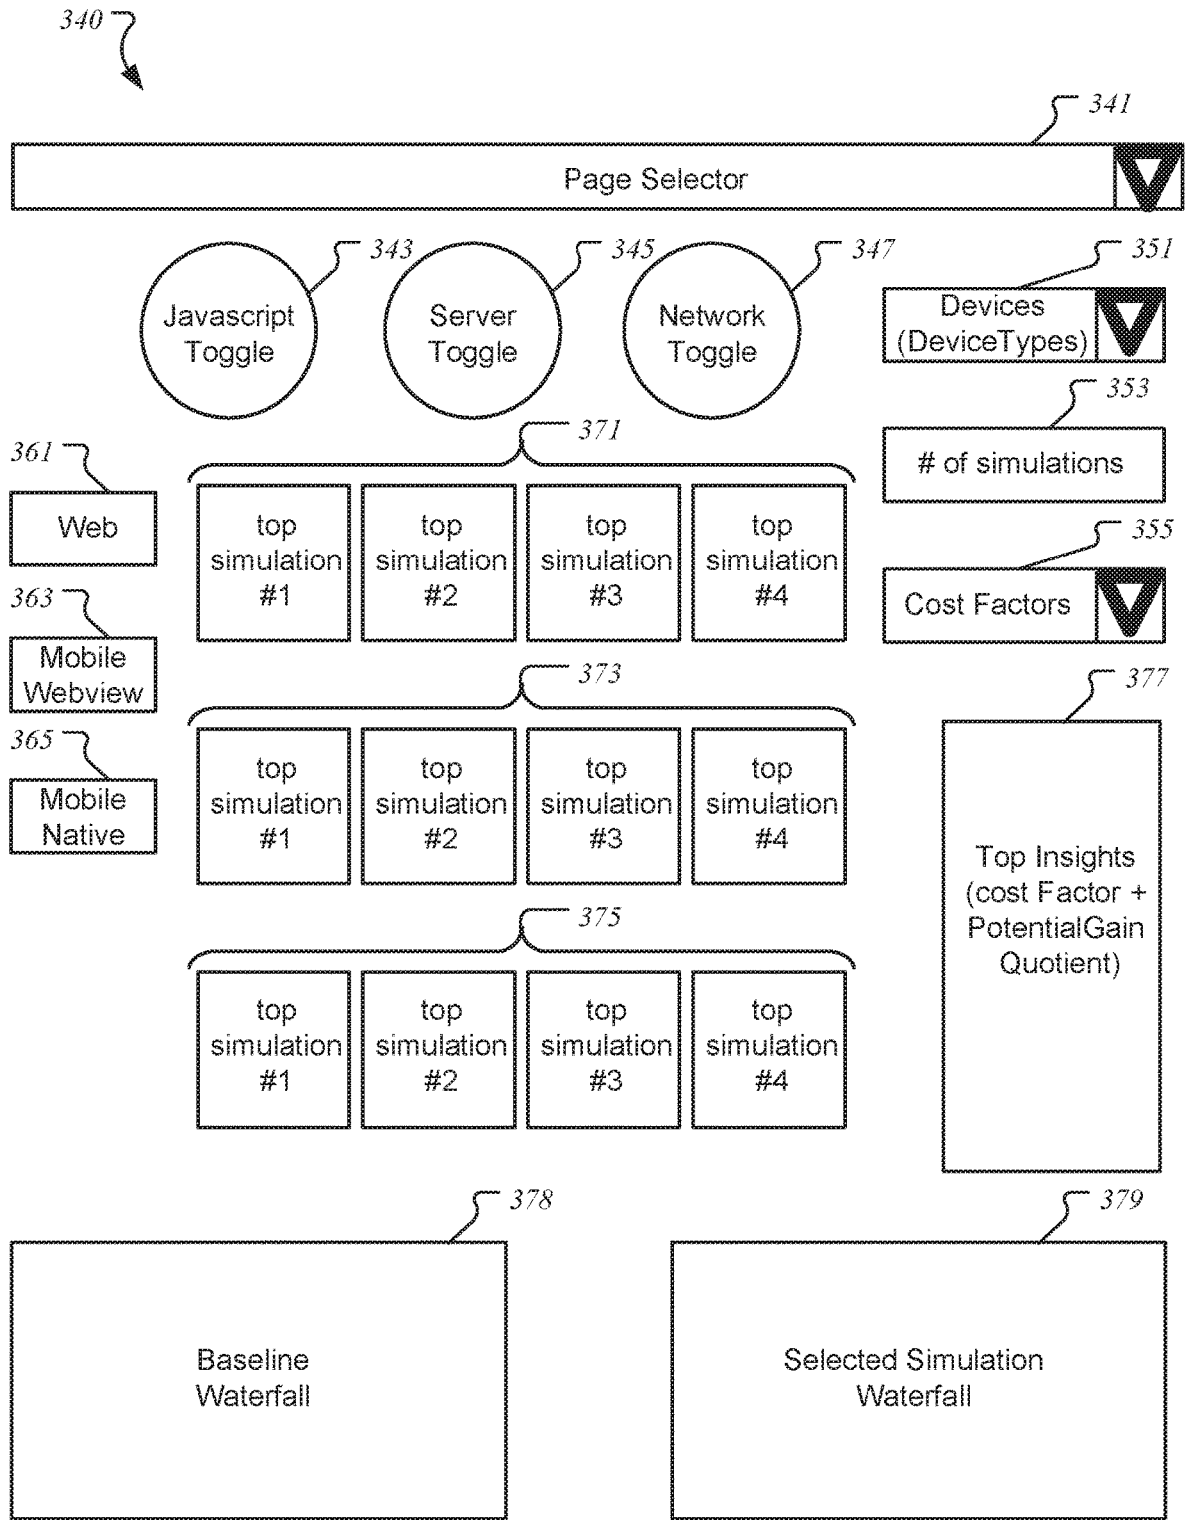 340
341
Page Selector
343
345
347
351
Javascript
Toggle
Server
Toggle
Network
Toggle
Devices
(DeviceTypes)
353
# of simulations
361
Web
371
top
simulation
#1
top
simulation
#2
top
simulation
#3
top
simulation
#4
355
Cost Factors
363
Mobile
Webview
373
365
Mobile
Native
top
simulation
#1
top
simulation
#2
top
simulation
#3
top
simulation
#4
377
Top Insights
(cost Factor +
PotentialGain
Quotient)
375
top
simulation
#1
top
simulation
#2
top
simulation
#3
top
simulation
#4
378
Baseline
Waterfall
379
Selected Simulation
Waterfall